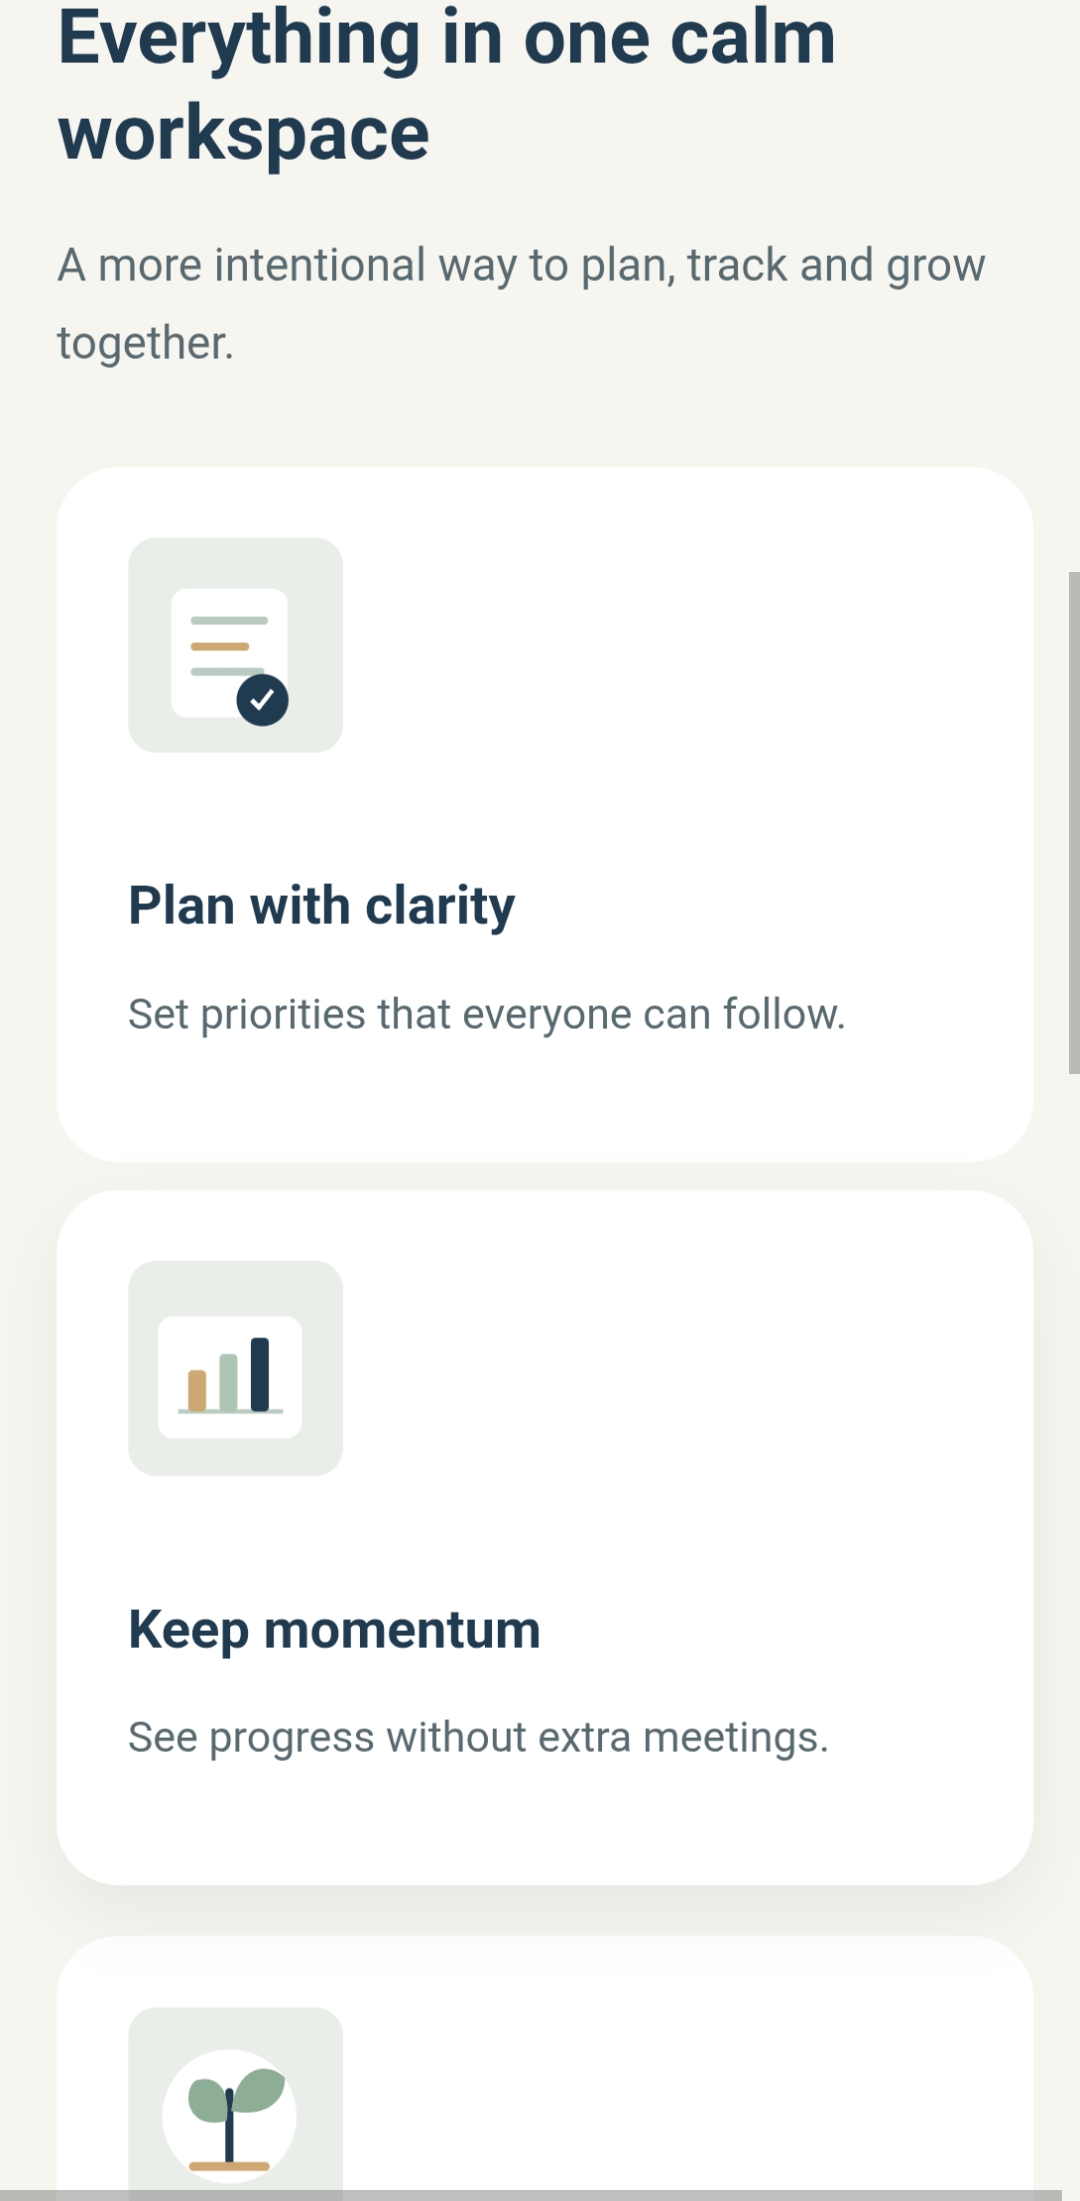 Everything in one calm
workspace
A more intentional way to plan, track and grow
together.
Plan with clarity
Set priorities that everyone can follow.
Keep momentum
See progress without extra meetings.